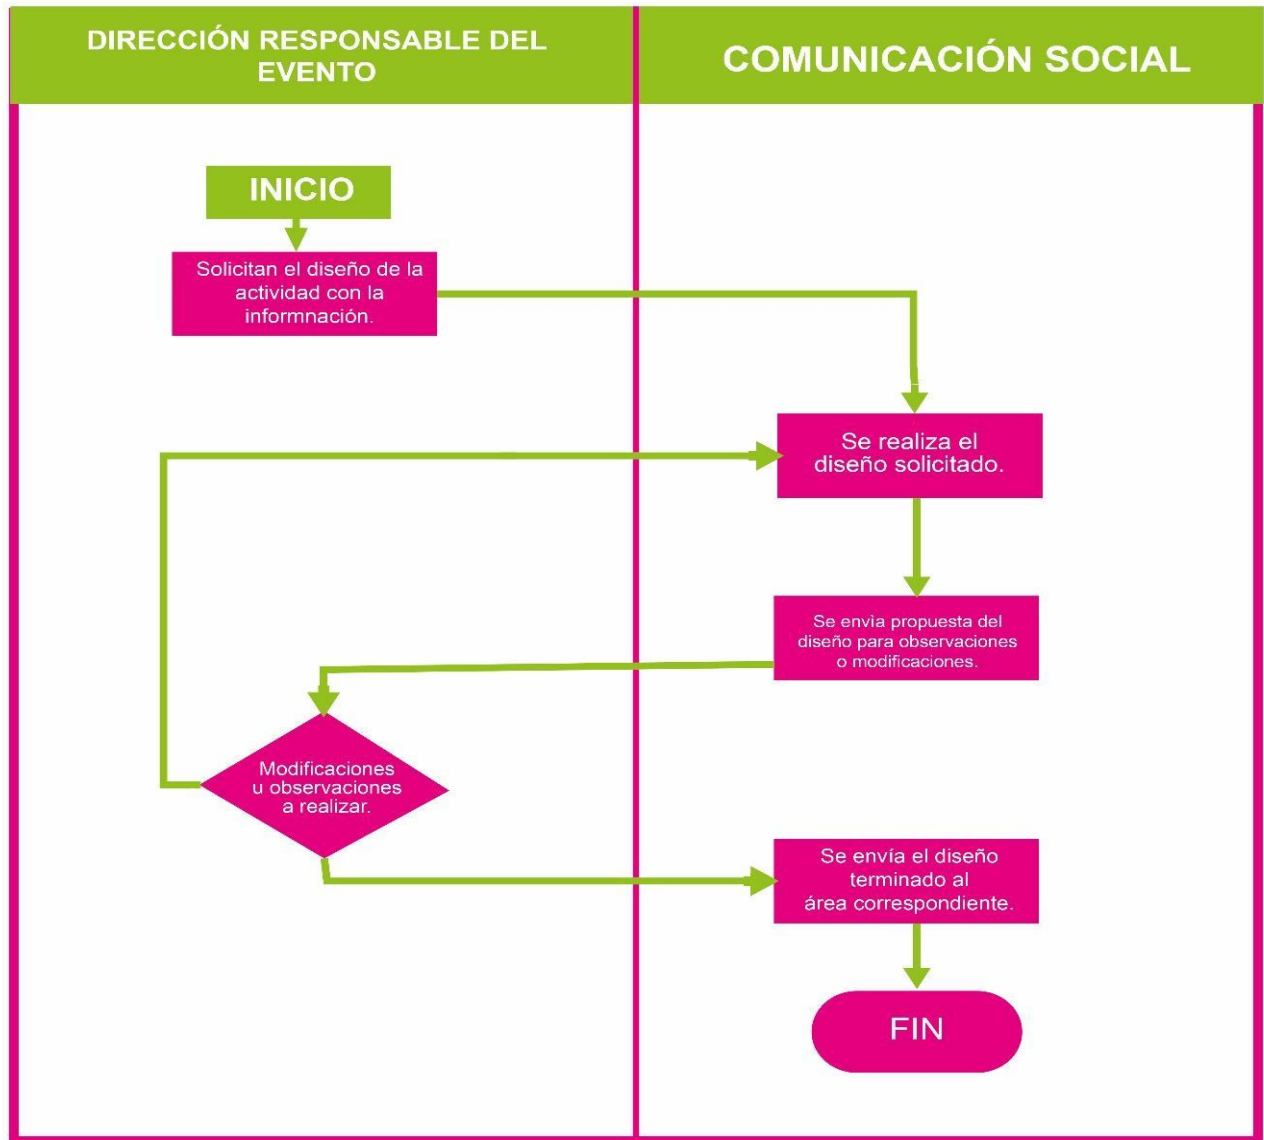 DIRECCIÓN RESPONSABLE DEL
EVENTO
COMUNICACIÓN SOCIAL
INICIO
Solicitan el diseño de la
actividad con la
informnación.
Se realiza el
diseño solicitado.
Se envìa propuesta del
diseño para observaciones
o modificaciones.
Modificaciones
u observaciones
a realizar.
Se envía el diseño
terminado al
área correspondiente.
FIN